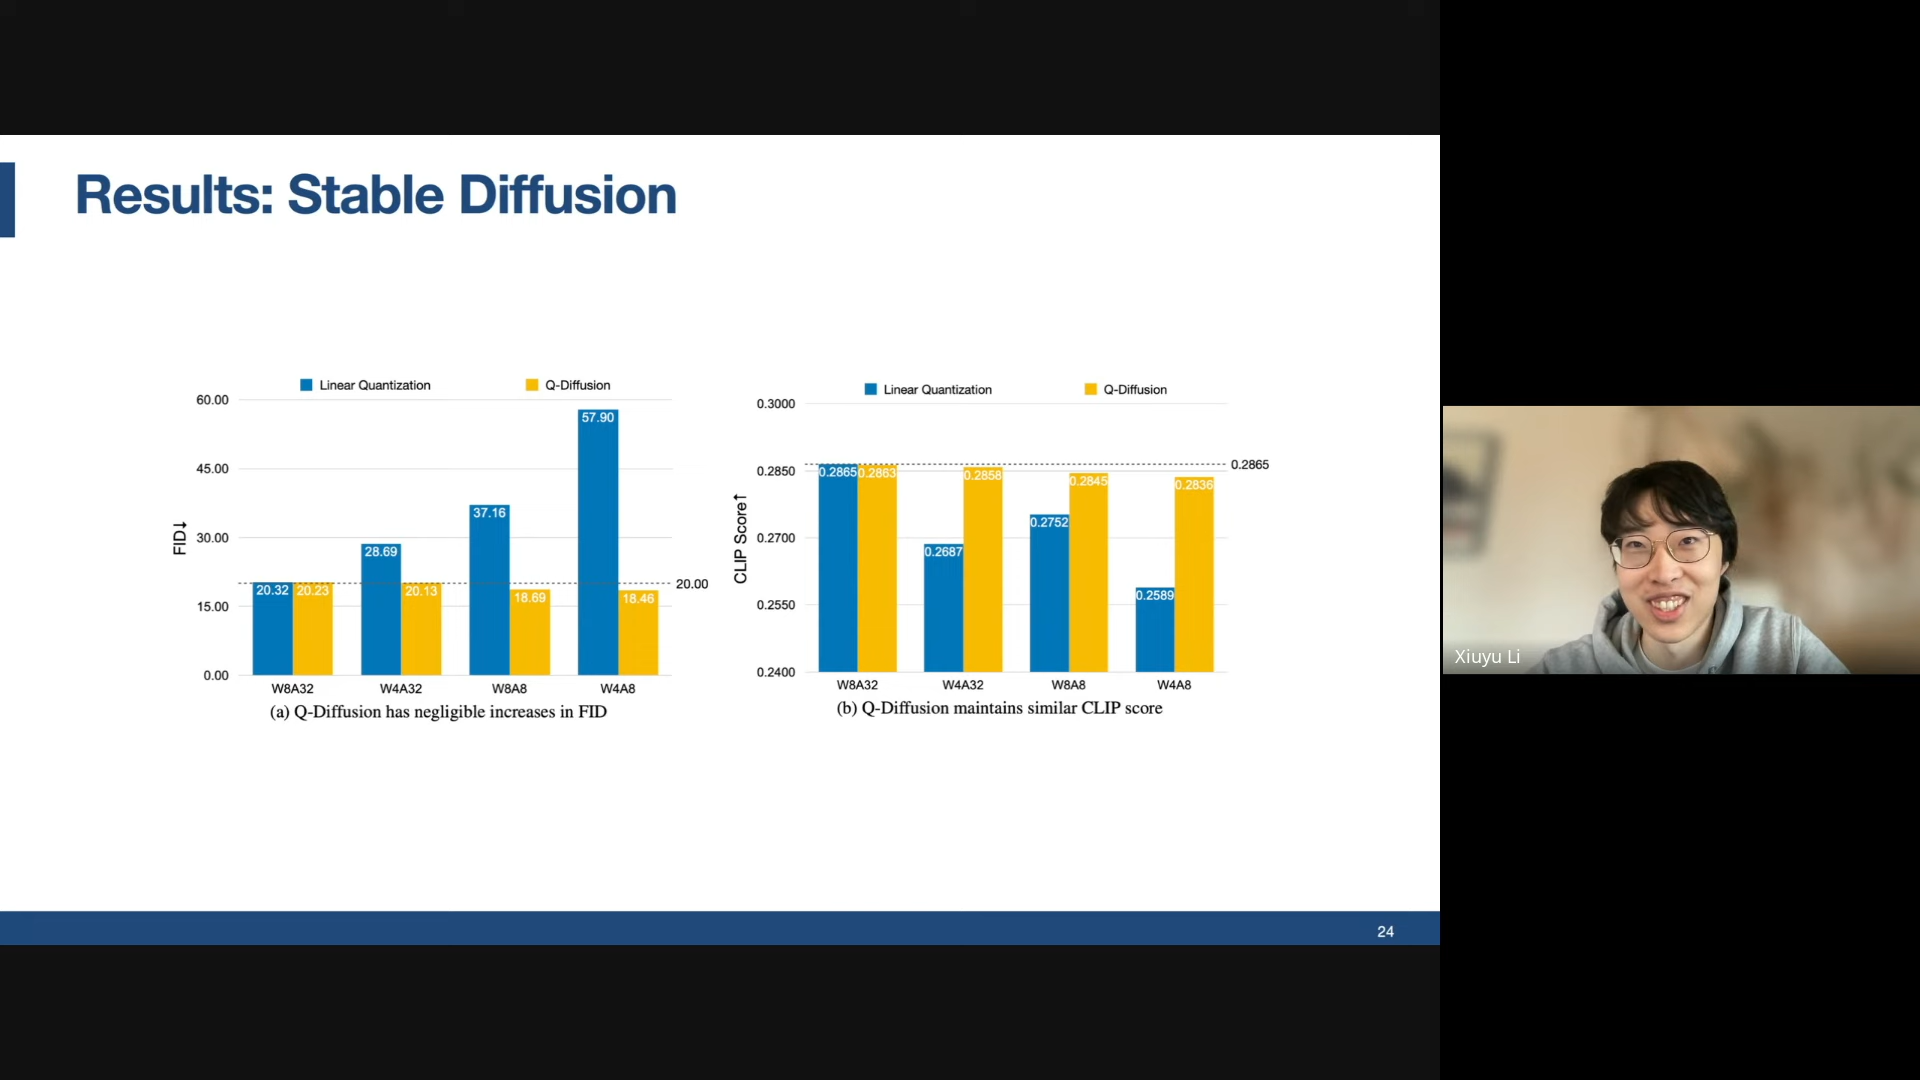 Results: Stable Diffusion
Linear Quantization
Q-Diffusion
60.00
45.00
30.00
15.00
0.00
FID↓
20.32
20.23
28.69
20.13
37.16
18.69
57.90
18.46
20.00
W8A32
W4A32
W8A8
W4A8
(a) Q-Diffusion has negligible increases in FID
Linear Quantization
Q-Diffusion
0.3000
0.2850
0.2700
0.2550
0.2400
CLIP Score↑
0.2865
0.2863
0.2687
0.2858
0.2752
0.2845
0.2589
0.2836
0.2865
W8A32
W4A32
W8A8
W4A8
(b) Q-Diffusion maintains similar CLIP score
24
Xiuyu Li